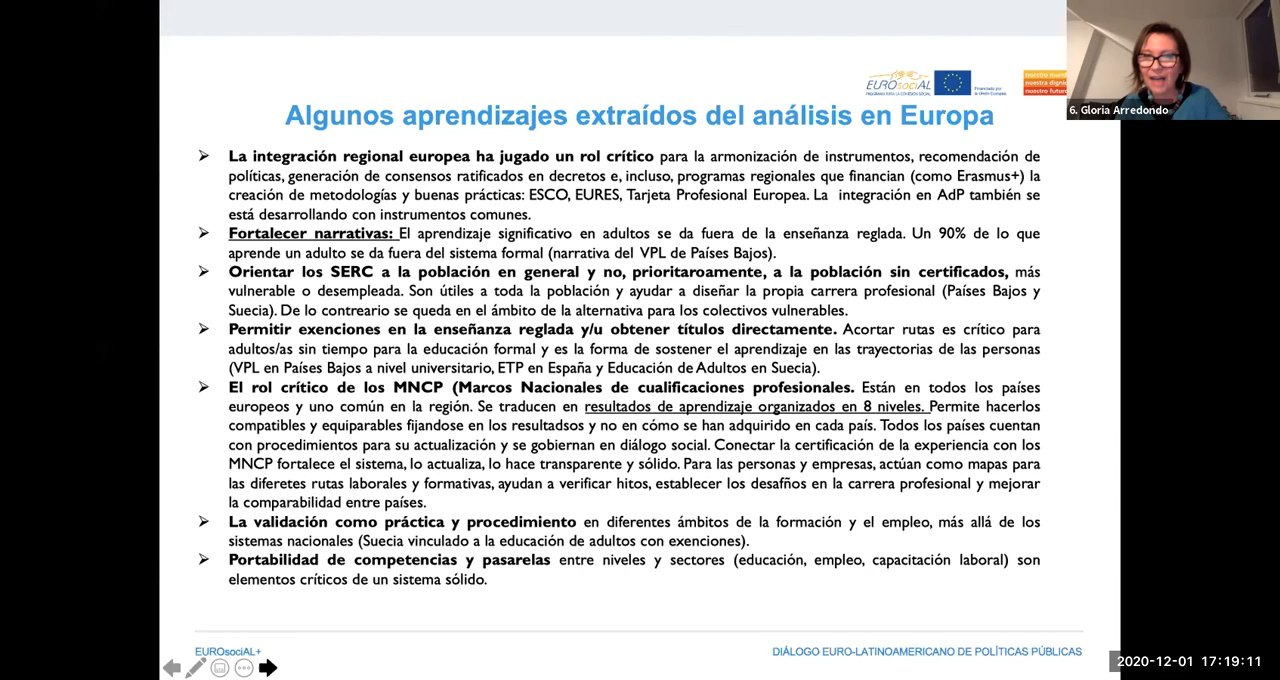 EUROsociAL
PROGRAMA PARA LA COHESIÓN SOCIAL
Financiado por
la Unión Europea
6. Gloria Arredondo
Algunos aprendizajes extraídos del análisis en Europa
➢ La integración regional europea ha jugado un rol crítico para la armonización de instrumentos, recomendación de
políticas, generación de consensos ratificados en decretos e, incluso, programas regionales que financian (como Erasmus+) la
creación de metodologías y buenas prácticas: ESCO, EURES, Tarjeta Profesional Europea. La integración en AdP también se
está desarrollando con instrumentos comunes.
➢ Fortalecer narrativas: El aprendizaje significativo en adultos se da fuera de la enseñanza reglada. Un 90% de lo que
aprende un adulto se da fuera del sistema formal (narrativa del VPL de Países Bajos).
➢ Orientar los SERC a la población en general y no, prioritaroamente, a la población sin certificados, más
vulnerable o desempleada. Son útiles a toda la población y ayudar a diseñar la propia carrera profesional (Países Bajos y
Suecia). De lo contrario se queda en el ámbito de la alternativa para los colectivos vulnerables.
➢ Permitir exenciones en la enseñanza reglada y/u obtener títulos directamente. Acortar rutas es crítico para
adultos/as sin tiempo para la educación formal y es la forma de sostener el aprendizaje en las trayectorias de las personas
(VPL en Países Bajos a nivel universitario, ETP en España y Educación de Adultos en Suecia).
➢ El rol crítico de los MNCP (Marcos Nacionales de cualificaciones profesionales. Están en todos los países
europeos y uno común en la región. Se traducen en resultados de aprendizaje organizados en 8 niveles. Permite hacerlos
compatibles y equiparables fijandose en los resultadsos y no en cómo se han adquirido en cada país. Todos los países cuentan
con procedimientos para su actualización y se gobiernan en diálogo social. Conectar la certificación de la experiencia con los
MNCP fortalece el sistema, lo actualiza, lo hace transparente y sólido. Para las personas y empresas, actúan como mapas para
las diferetes rutas laborales y formativas, ayudan a verificar hitos, establecer los desafños en la carrera profesional y mejorar
la comparabilidad entre países.
➢ La validación como práctica y procedimiento en diferentes ámbitos de la formación y el empleo, más allá de los
sistemas nacionales (Suecia vinculado a la educación de adultos con exenciones).
➢ Portabilidad de competencias y pasarelas entre niveles y sectores (educación, empleo, capacitación laboral) son
elementos críticos de un sistema sólido.
EUROsociAL+
DIÁLOGO EURO-LATINOAMERICANO DE POLÍTICAS PÚBLICAS
2020-12-01 17:19:11